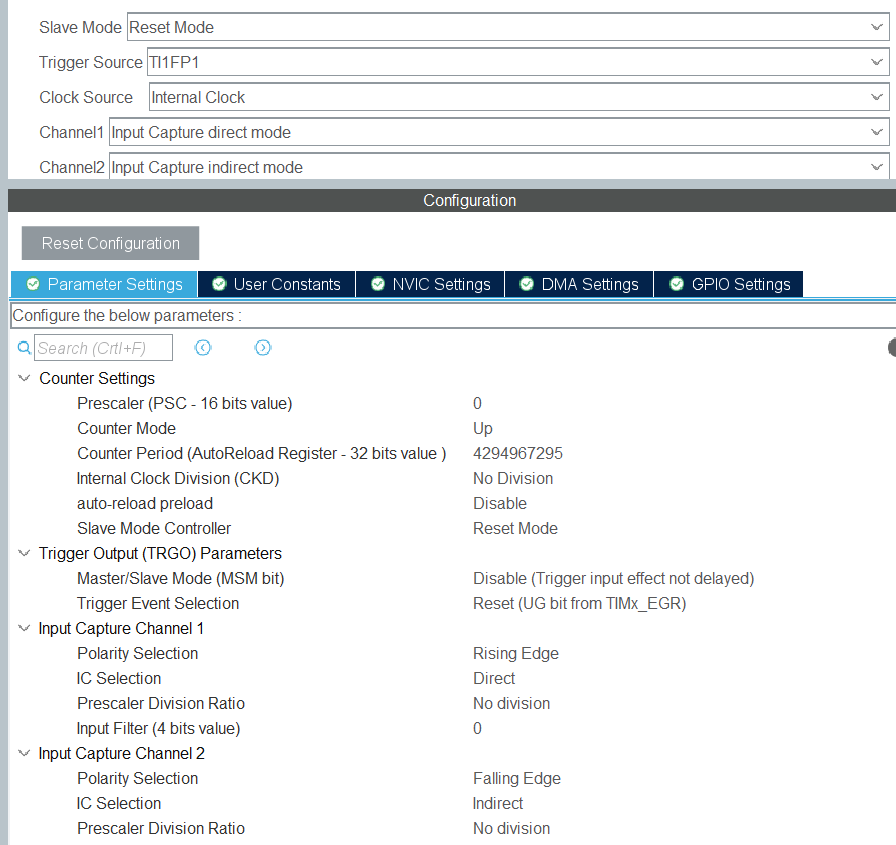 Slave Mode Reset Mode
Trigger Source TI1FP1
Clock Source Internal Clock
Channel1 Input Capture direct mode
Channel2 Input Capture indirect mode
Configuration
Reset Configuration
Parameter Settings User Constants NVIC Settings DMA Settings GPIO Settings
Configure the below parameters :
Search (Crtl+F)
Counter Settings
Prescaler (PSC - 16 bits value) 0
Counter Mode Up
Counter Period (AutoReload Register - 32 bits value ) 4294967295
Internal Clock Division (CKD) No Division
auto-reload preload Disable
Slave Mode Controller Reset Mode
Trigger Output (TRGO) Parameters
Master/Slave Mode (MSM bit) Disable (Trigger input effect not delayed)
Trigger Event Selection Reset (UG bit from TIMx_EGR)
Input Capture Channel 1
Polarity Selection Rising Edge
IC Selection Direct
Prescaler Division Ratio No division
Input Filter (4 bits value) 0
Input Capture Channel 2
Polarity Selection Falling Edge
IC Selection Indirect
Prescaler Division Ratio No division